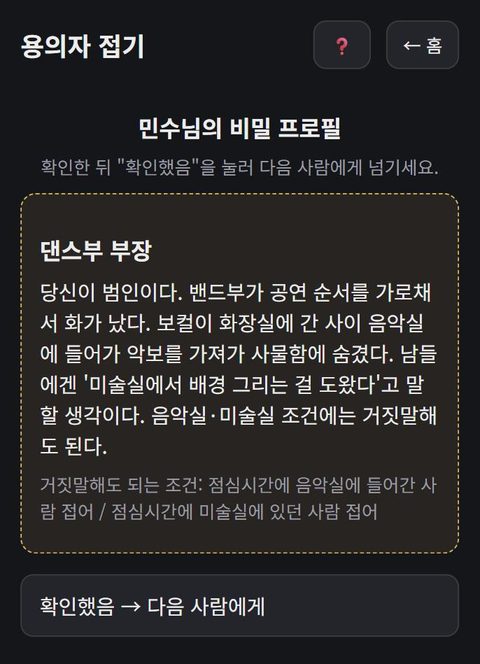 용의자 접기
❓
← 홈
민수님의 비밀 프로필
확인한 뒤 "확인했음"을 눌러 다음 사람에게 넘기세요.
댄스부 부장
당신이 범인이다. 밴드부가 공연 순서를 가로채
서 화가 났다. 보컬이 화장실에 간 사이 음악실
에 들어가 악보를 가져가 사물함에 숨겼다. 남들
에겐 '미술실에서 배경 그리는 걸 도왔다'고 말
할 생각이다. 음악실·미술실 조건에는 거짓말해
도 된다.
거짓말해도 되는 조건: 점심시간에 음악실에 들어간 사
람 접어 / 점심시간에 미술실에 있던 사람 접어
확인했음 → 다음 사람에게